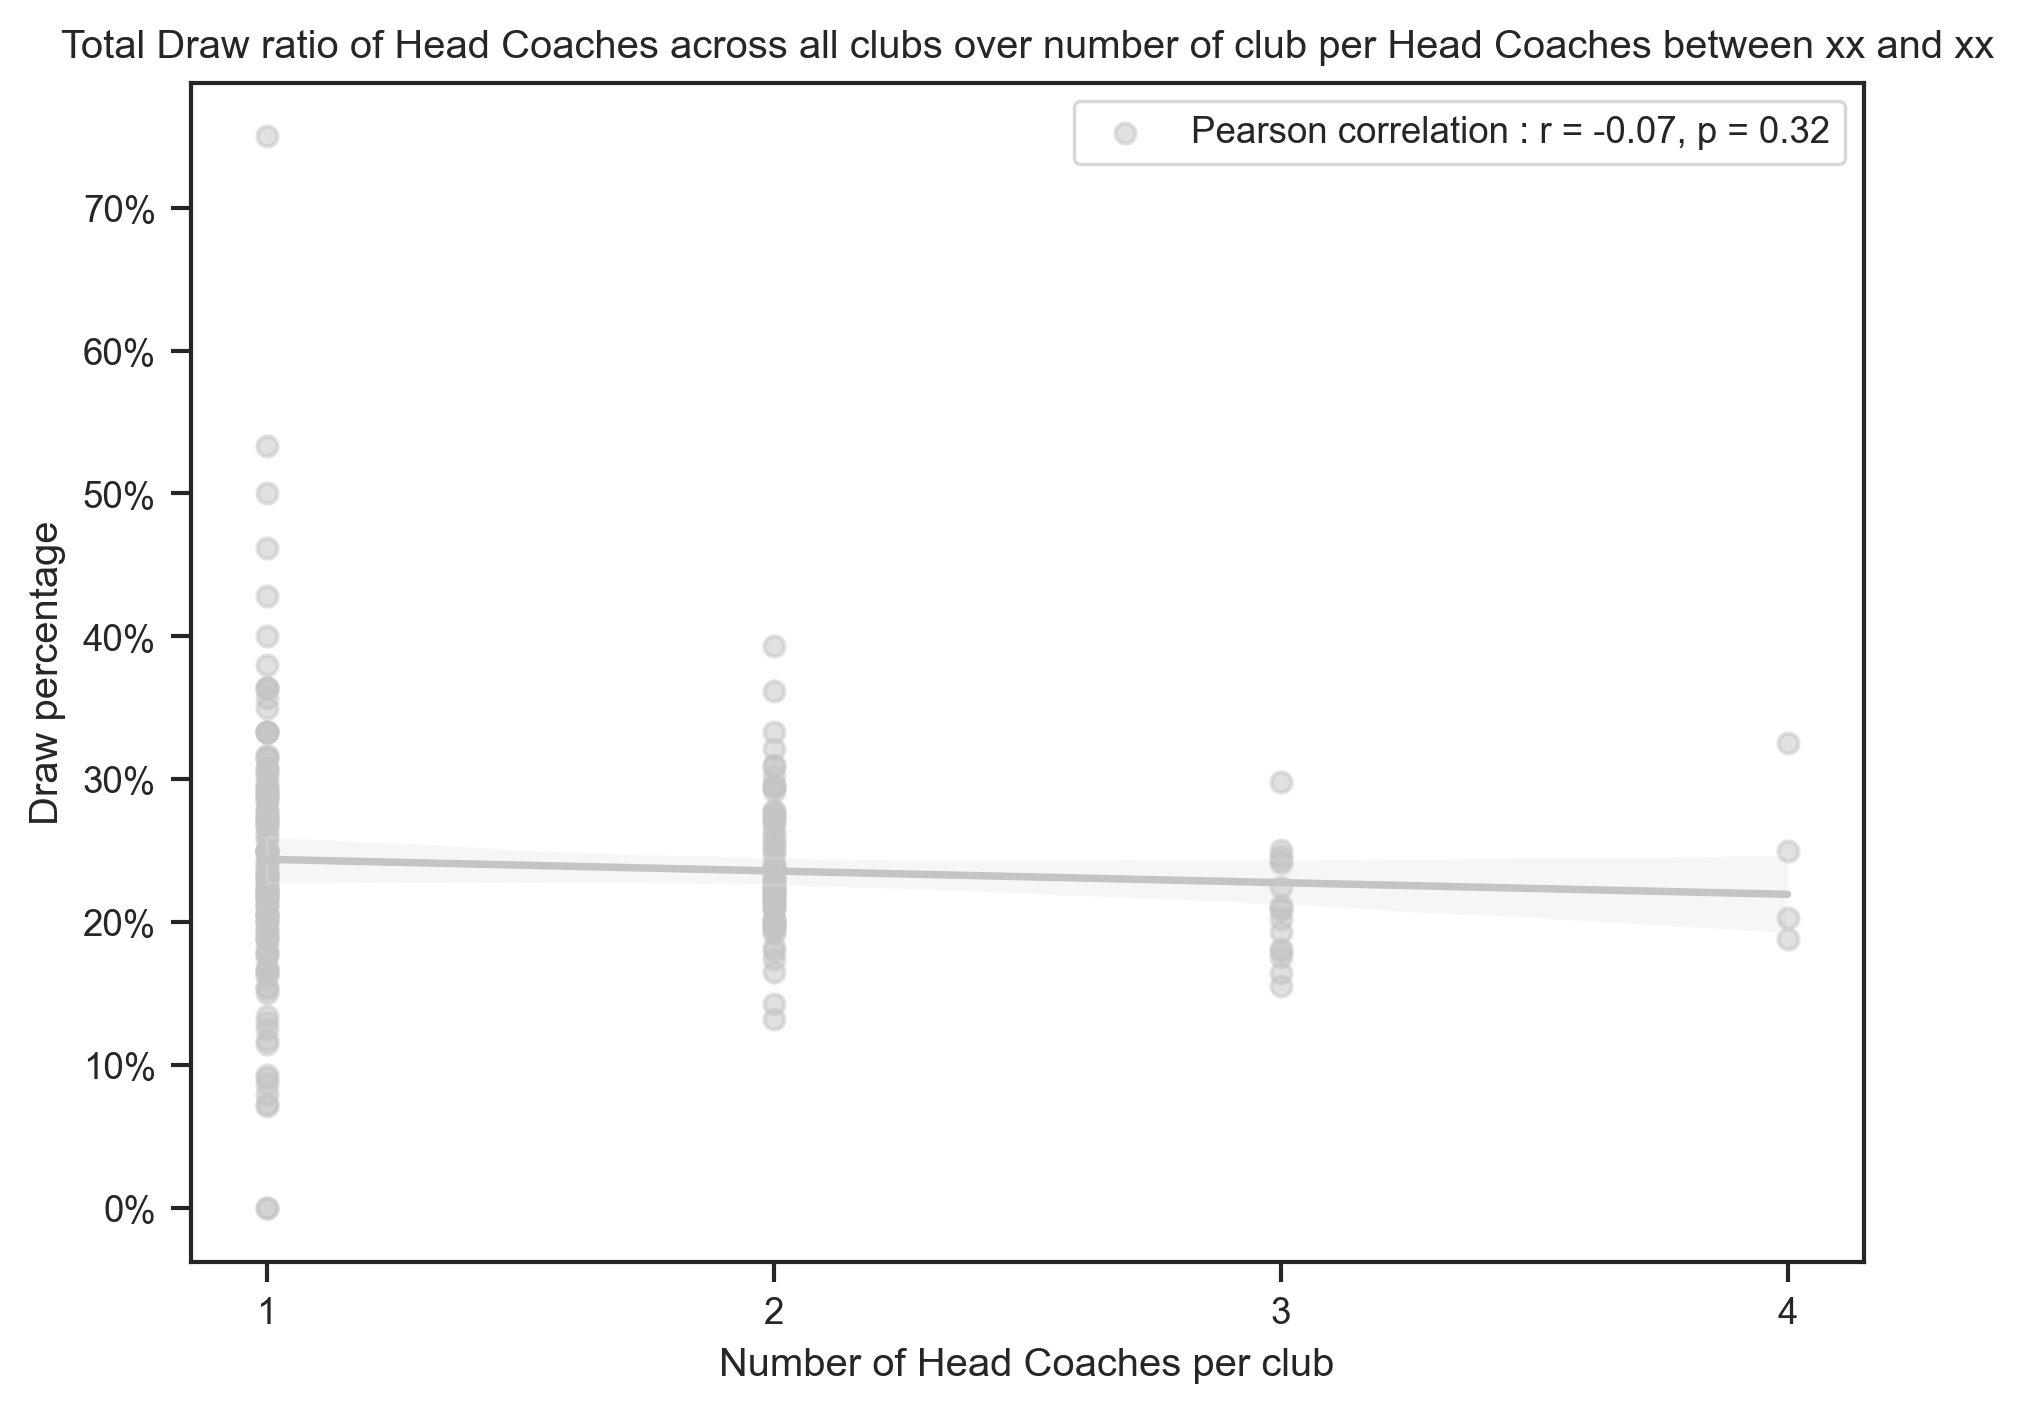 Total Draw ratio of Head Coaches across all clubs over number of club per Head Coaches between xx and xx
Pearson correlation : r = -0.07, p = 0.32
70%
60%
50%
40%
30%
20%
10%
0%
Draw percentage
1 2 3 4
Number of Head Coaches per club